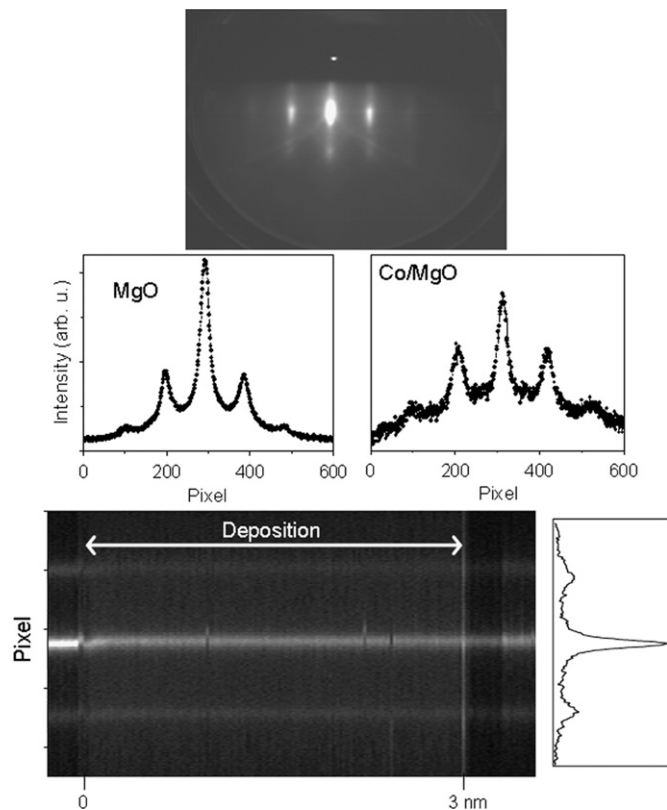 MgO
Co/MgO
Intensity (arb. u.)
0 200 400 600
0 200 400 600
Pixel
Pixel
Deposition
Pixel
0 3 nm